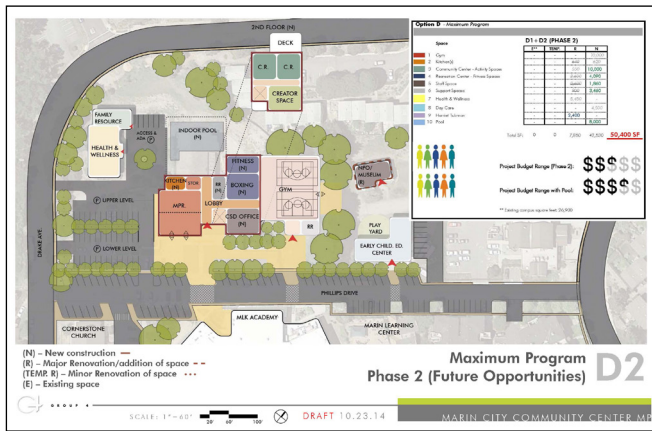 2ND FLOOR (N)
DECK
C.R.
C.R.
CREATOR
SPACE
FAMILY
RESOURCE
HEALTH &
WELLNESS
ACCESS &
ADA P
INDOOR POOL (N)
KITCHEN
(N)
STOR.
RR
(N)
FITNESS
(N)
BOXING
(N)
GYM
MPR
LOBBY
CSD OFFICE
(N)
RR
NPO/
MUSEUM
(R)
PLAY
YARD
EARLY CHILD. ED.
CENTER
P UPPER LEVEL
P LOWER LEVEL
DRAKE AVE.
PHILLIPS DRIVE
CORNERSTONE
CHURCH
MLK ACADEMY
MARIN LEARNING
CENTER
Option D - Maximum Program
D1+D2 (PHASE 2)
Space
E**
TEMP.
R
N
1 Gym
2 Kitchen(s)
3 Community Center - Activity Spaces 10,000
4 Recreation Center - Fitness Spaces
5 Staff Space
6 Support Spaces
7 Health & Wellness
8 Day Care
9 Human Services 5,400
10 Pool 8,000
Total SF: 0 0 50,400 SF
Project Budget Range (Phase 2): $$$$$
Project Budget Range with Pool: $$$$$
** Existing campus square feet: 26,900
(N) – New construction
(R) – Major Renovation/addition of space
(TEMP. R) – Minor Renovation of space
(E) – Existing space
Maximum Program
Phase 2 (Future Opportunities)
D2
GROUP 4
SCALE: 1"=60'
20' 60' 100'
DRAFT 10.23.14
MARIN CITY COMMUNITY CENTER MP